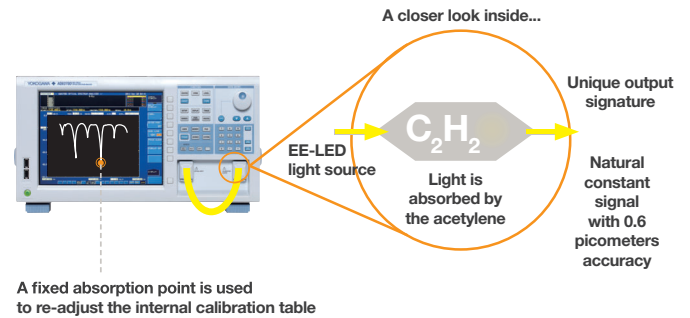 A closer look inside...
YOKOGAWA
Unique output
signature
C2H2
EE-LED
light source
Light is
absorbed by
the acetylene
Natural
constant
signal
with 0.6
picometers
accuracy
A fixed absorption point is used
to re-adjust the internal calibration table